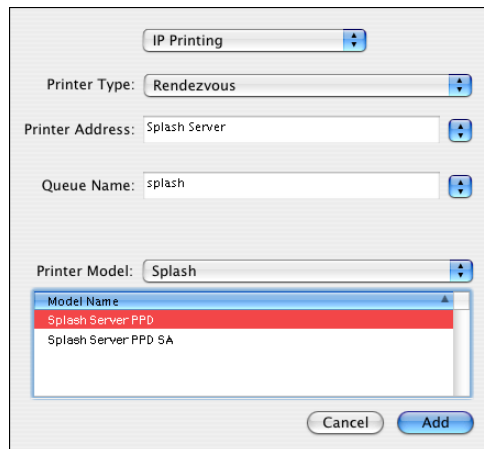 IP Printing
Printer Type: Rendezvous
Printer Address: Splash Server
Queue Name: splash
Printer Model: Splash
Model Name
Splash Server PPD
Splash Server PPD SA
Cancel Add